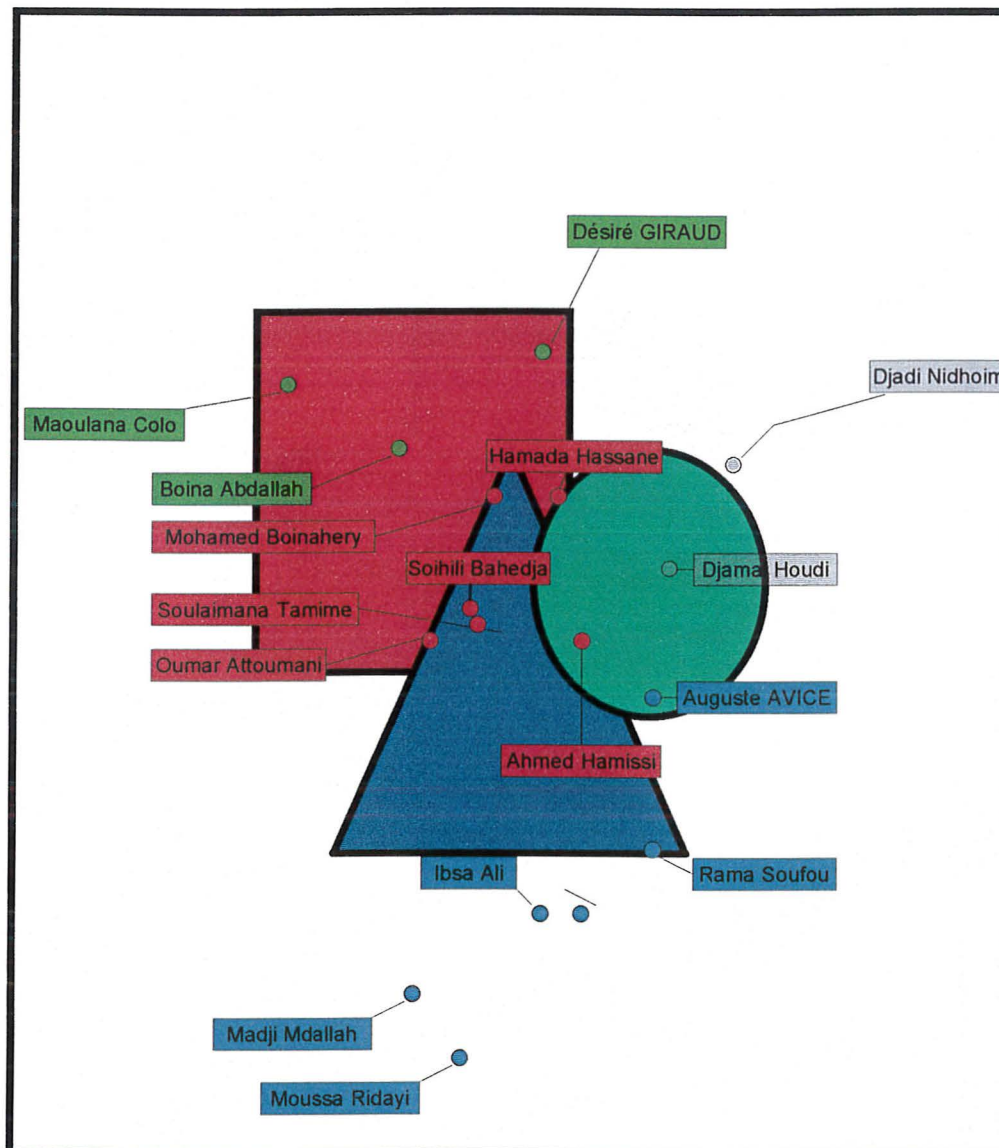 Désiré GIRAUD
Djadi Nidhoim
Maoulana Colo
Hamada Hassane
Boina Abdallah
Mohamed Boinahery
Soihili Bahedja
Djamal Houdi
Soulaimana Tamime
Oumar Attoumani
Auguste AVICE
Ahmed Hamissi
Ibsa Ali
Rama Soufou
Madji Mdallah
Moussa Ridayi